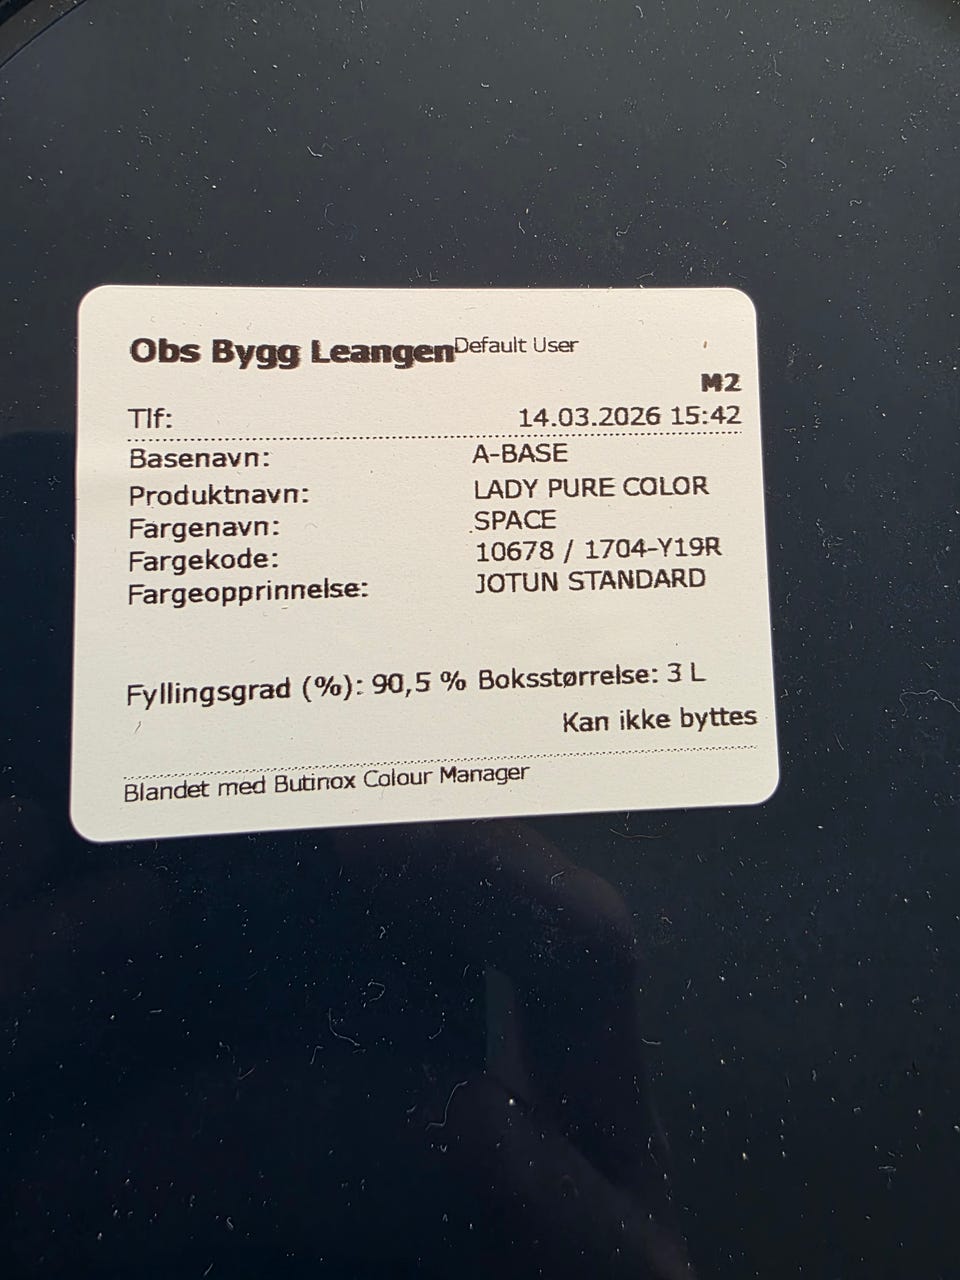 Obs Bygg Leangen Default User
M2
Tlf: 14.03.2026 15:42
Basenavn: A-BASE
Produktnavn: LADY PURE COLOR
Fargenavn: SPACE
Fargekode: 10678 / 1704-Y19R
Fargeopprinnelse: JOTUN STANDARD
Fyllingsgrad (%): 90,5 % Boksstørrelse: 3 L
Kan ikke byttes
Blandet med Butinox Colour Manager